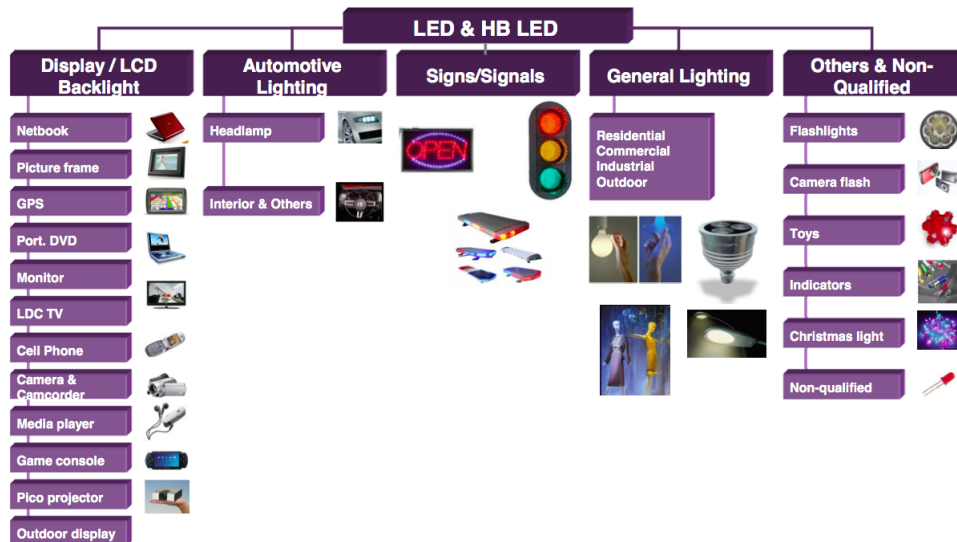 LED & HB LED
Display / LCD
Backlight
Netbook
Picture frame
GPS
Port. DVD
Monitor
LDC TV
Cell Phone
Camera &
Camcorder
Media player
Game console
Pico projector
Outdoor display
Automotive
Lighting
Headlamp
Interior & Others
Signs/Signals
OPEN
General Lighting
Residential
Commercial
Industrial
Outdoor
Others & Non-
Qualified
Flashlights
Camera flash
Toys
Indicators
Christmas light
Non-qualified